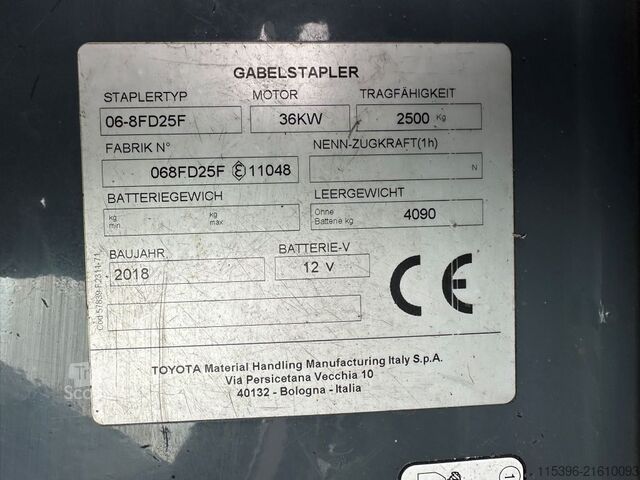 GABELSTAPLER
STAPLERTYP MOTOR TRAGFÄHIGKEIT
06-8FD25F 36KW 2500 Kg
FABRIK N° NENN-ZUGKRAFT(1h)
068FD25F Ⓔ 11048 N
BATTERIEGEWICH LEERGEWICHT
kg min. kg max. Ohne Batterie kg 4090
BAUJAHR BATTERIE-V
2018 12 V
CE
TOYOTA Material Handling Manufacturing Italy S.p.A.
Via Persicetana Vecchia 10
40132 - Bologna - Italia
1
115396-21610093